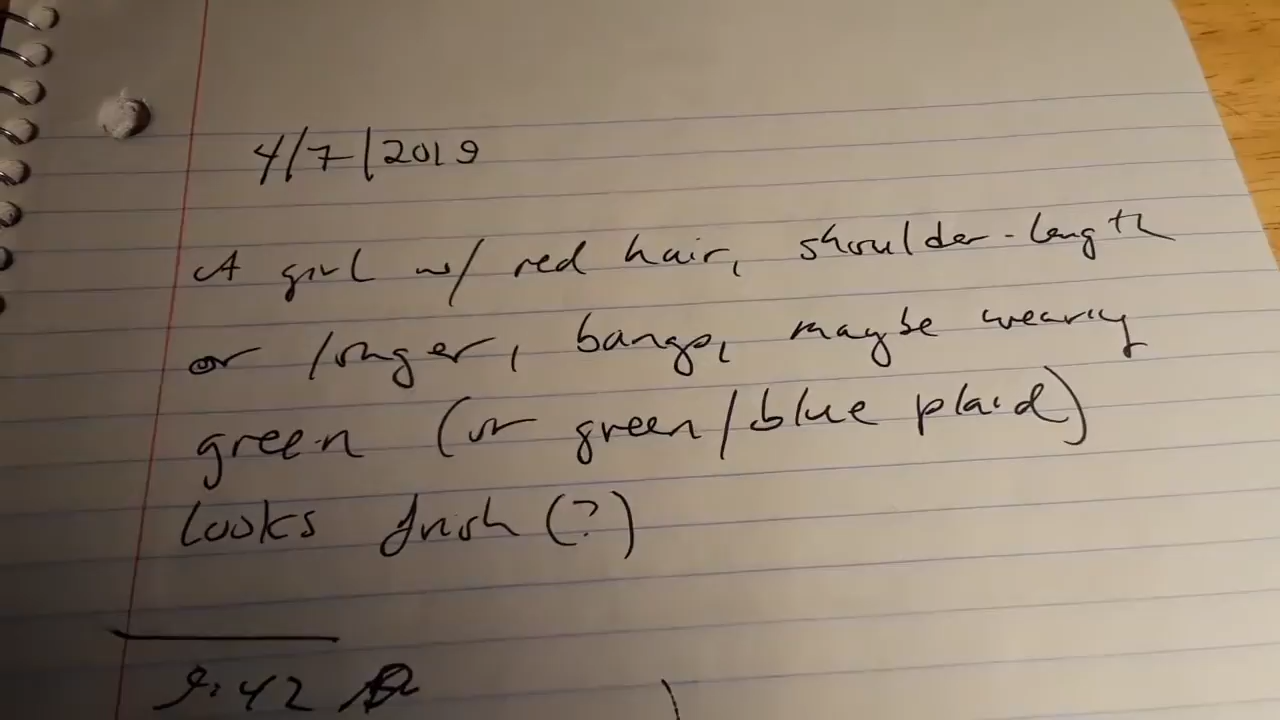 4/7/2019
A girl w/ red hair, shoulder-length
or longer, bangs, maybe wearing
green (or green/blue plaid)
looks Irish (?)
9:42